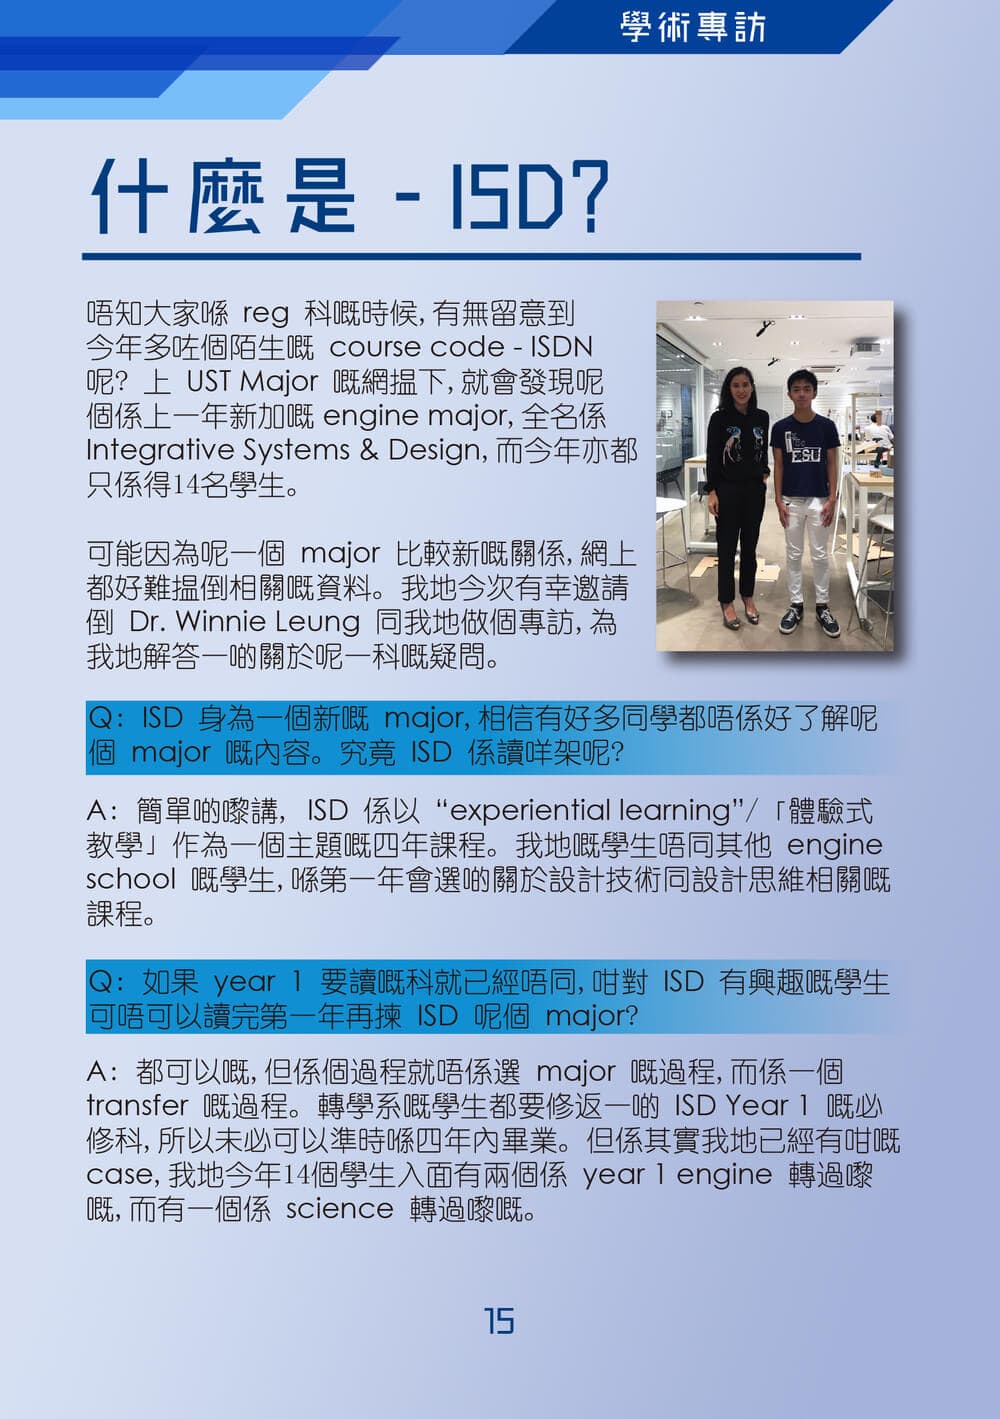 學術專訪
什麼是 - ISD?
唔知大家喺 reg 科嘅時候, 有無留意到
今年多咗個陌生嘅 course code - ISDN
呢? 上 UST Major 嘅網搵下, 就會發現呢
個係上一年新加嘅 engine major, 全名係
Integrative Systems & Design, 而今年亦都
只係得14名學生。
可能因為呢一個 major 比較新嘅關係, 網上
都好難搵倒相關嘅資料。我地今次有幸邀請
倒 Dr. Winnie Leung 同我地做個專訪, 為
我地解答一啲關於呢一科嘅疑問。
Q: ISD 身為一個新嘅 major, 相信有好多同學都唔係好了解呢
個 major 嘅內容。究竟 ISD 係讀咩架呢?
A: 簡單啲嚟講, ISD 係以 “experiential learning”/「體驗式
教學」作為一個主題嘅四年課程。我地嘅學生唔同其他 engine
school 嘅學生, 喺第一年會選啲關於設計技術同設計思維相關嘅
課程。
Q: 如果 year 1 要讀嘅科就已經唔同, 咁對 ISD 有興趣嘅學生
可唔可以讀完第一年再揀 ISD 呢個 major?
A: 都可以嘅, 但係個過程就唔係選 major 嘅過程, 而係一個
transfer 嘅過程。轉學系嘅學生都要修返一啲 ISD Year 1 嘅必
修科, 所以未必可以準時喺四年內畢業。但係其實我地已經有咁嘅
case, 我地今年14個學生入面有兩個係 year 1 engine 轉過嚟
嘅, 而有一個係 science 轉過嚟嘅。
15